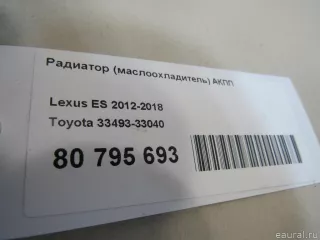 Радиатор (маслоохладитель) АКПП
Lexus ES 2012-2018
Toyota 33493-33040
80 795 693
eaural.ru